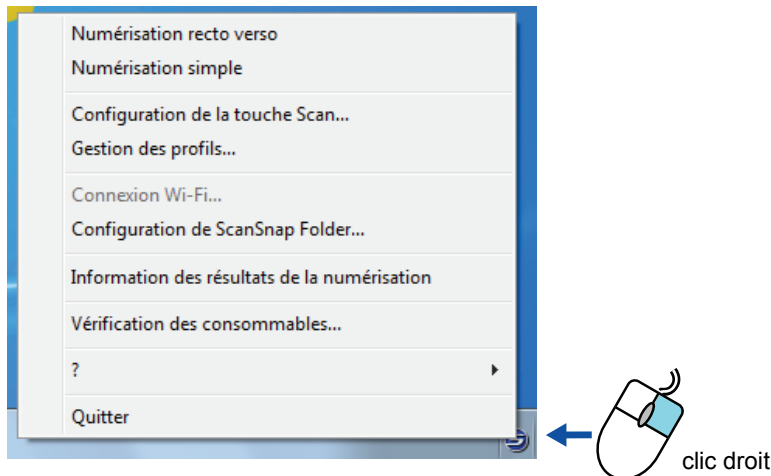 Numérisation recto verso
Numérisation simple
Configuration de la touche Scan...
Gestion des profils...
Connexion Wi-Fi...
Configuration de ScanSnap Folder...
Information des résultats de la numérisation
Vérification des consommables...
?
Quitter
clic droit